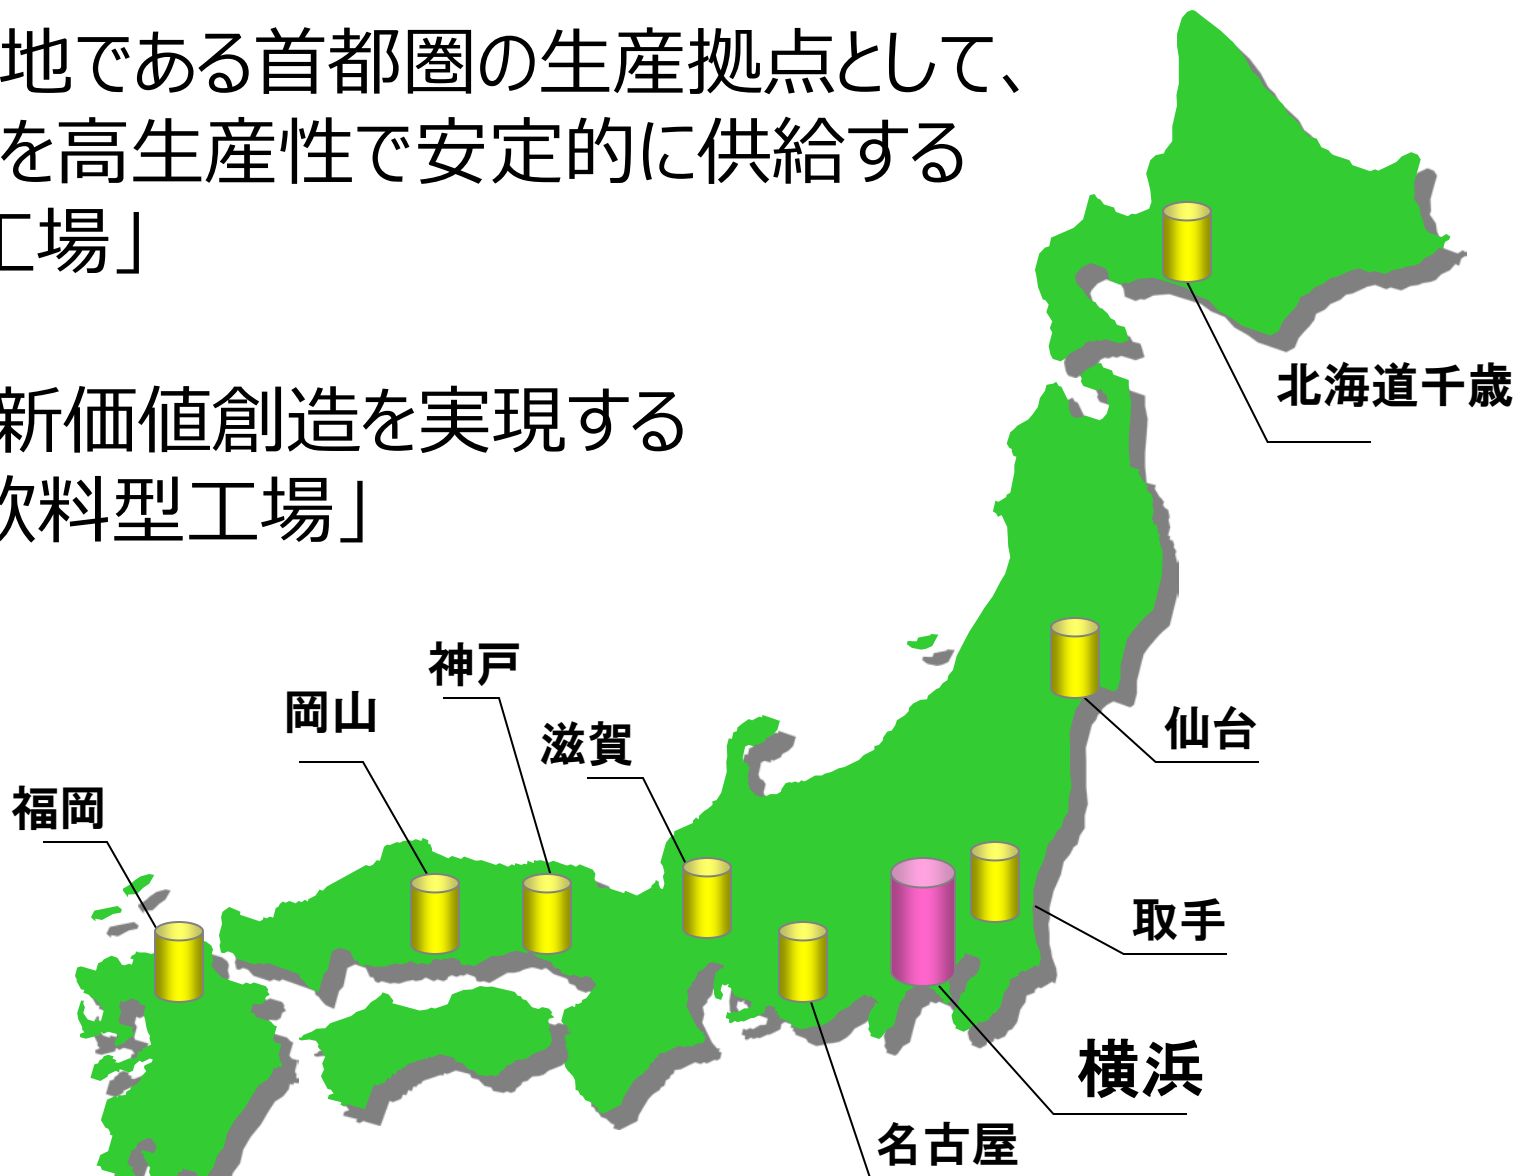 地である首都圏の生産拠点として、
を高生産性で安定的に供給する
工場」
新価値創造を実現する
飲料型工場」
北海道千歳
神戸
岡山
滋賀
仙台
福岡
取手
横浜
名古屋